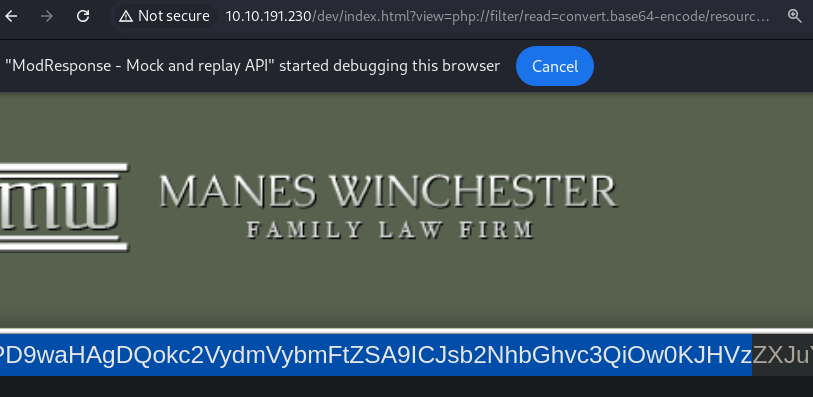 Not secure 10.10.191.230/dev/index.html?view=php://filter/read=convert.base64-encode/resourc...
"ModResponse - Mock and replay API" started debugging this browser Cancel
mw MANES WINCHESTER
FAMILY LAW FIRM
PD9waHAgDQokc2VydmVybmFtZSA9ICJsb2NhbGhvc3QiOw0KJHVzZXJu